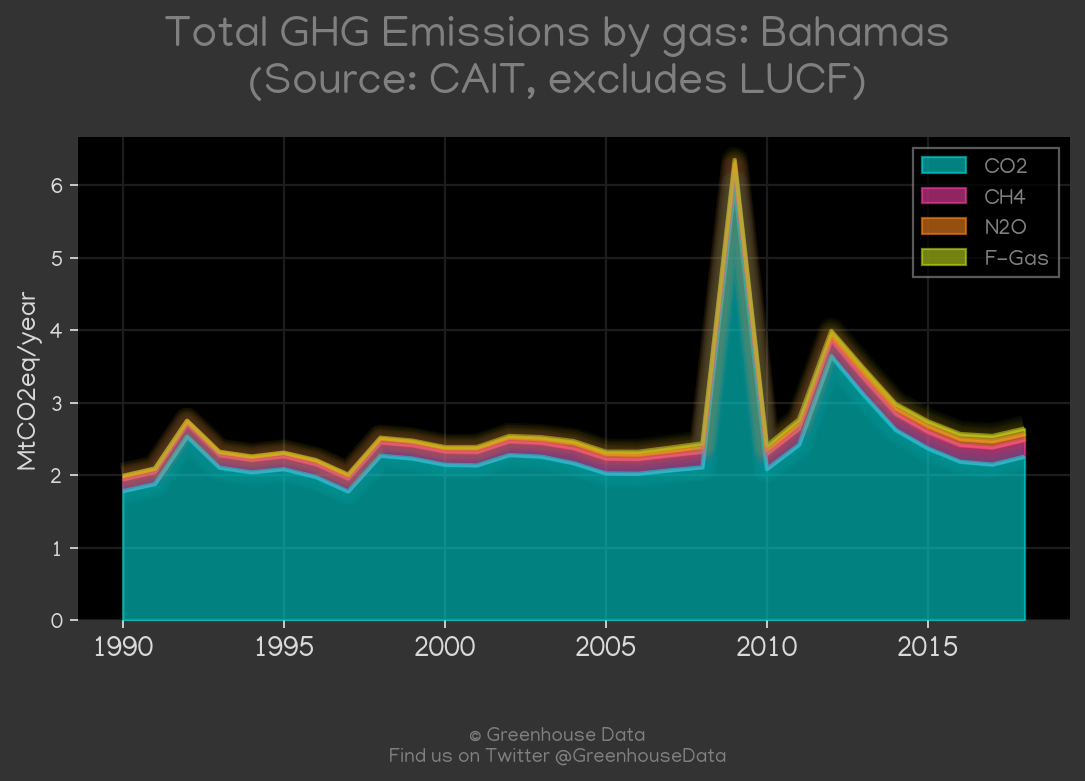 Total GHG Emissions by gas: Bahamas
(Source: CAIT, excludes LUCF)
CO2
CH4
N2O
F-Gas
MtCO2eq/year
6
5
4
3
2
1
0
1990 1995 2000 2005 2010 2015
© Greenhouse Data
Find us on Twitter @GreenhouseData